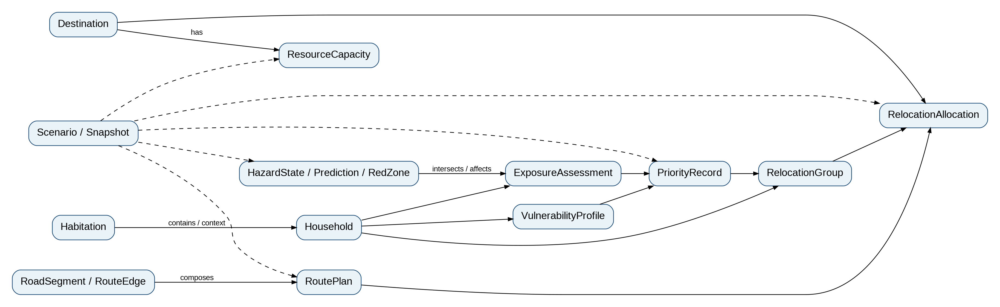 Destination
has
ResourceCapacity
RelocationAllocation
Scenario / Snapshot
HazardState / Prediction / RedZone
intersects / affects
ExposureAssessment
PriorityRecord
RelocationGroup
VulnerabilityProfile
Habitation
contains / context
Household
RoadSegment / RouteEdge
composes
RoutePlan